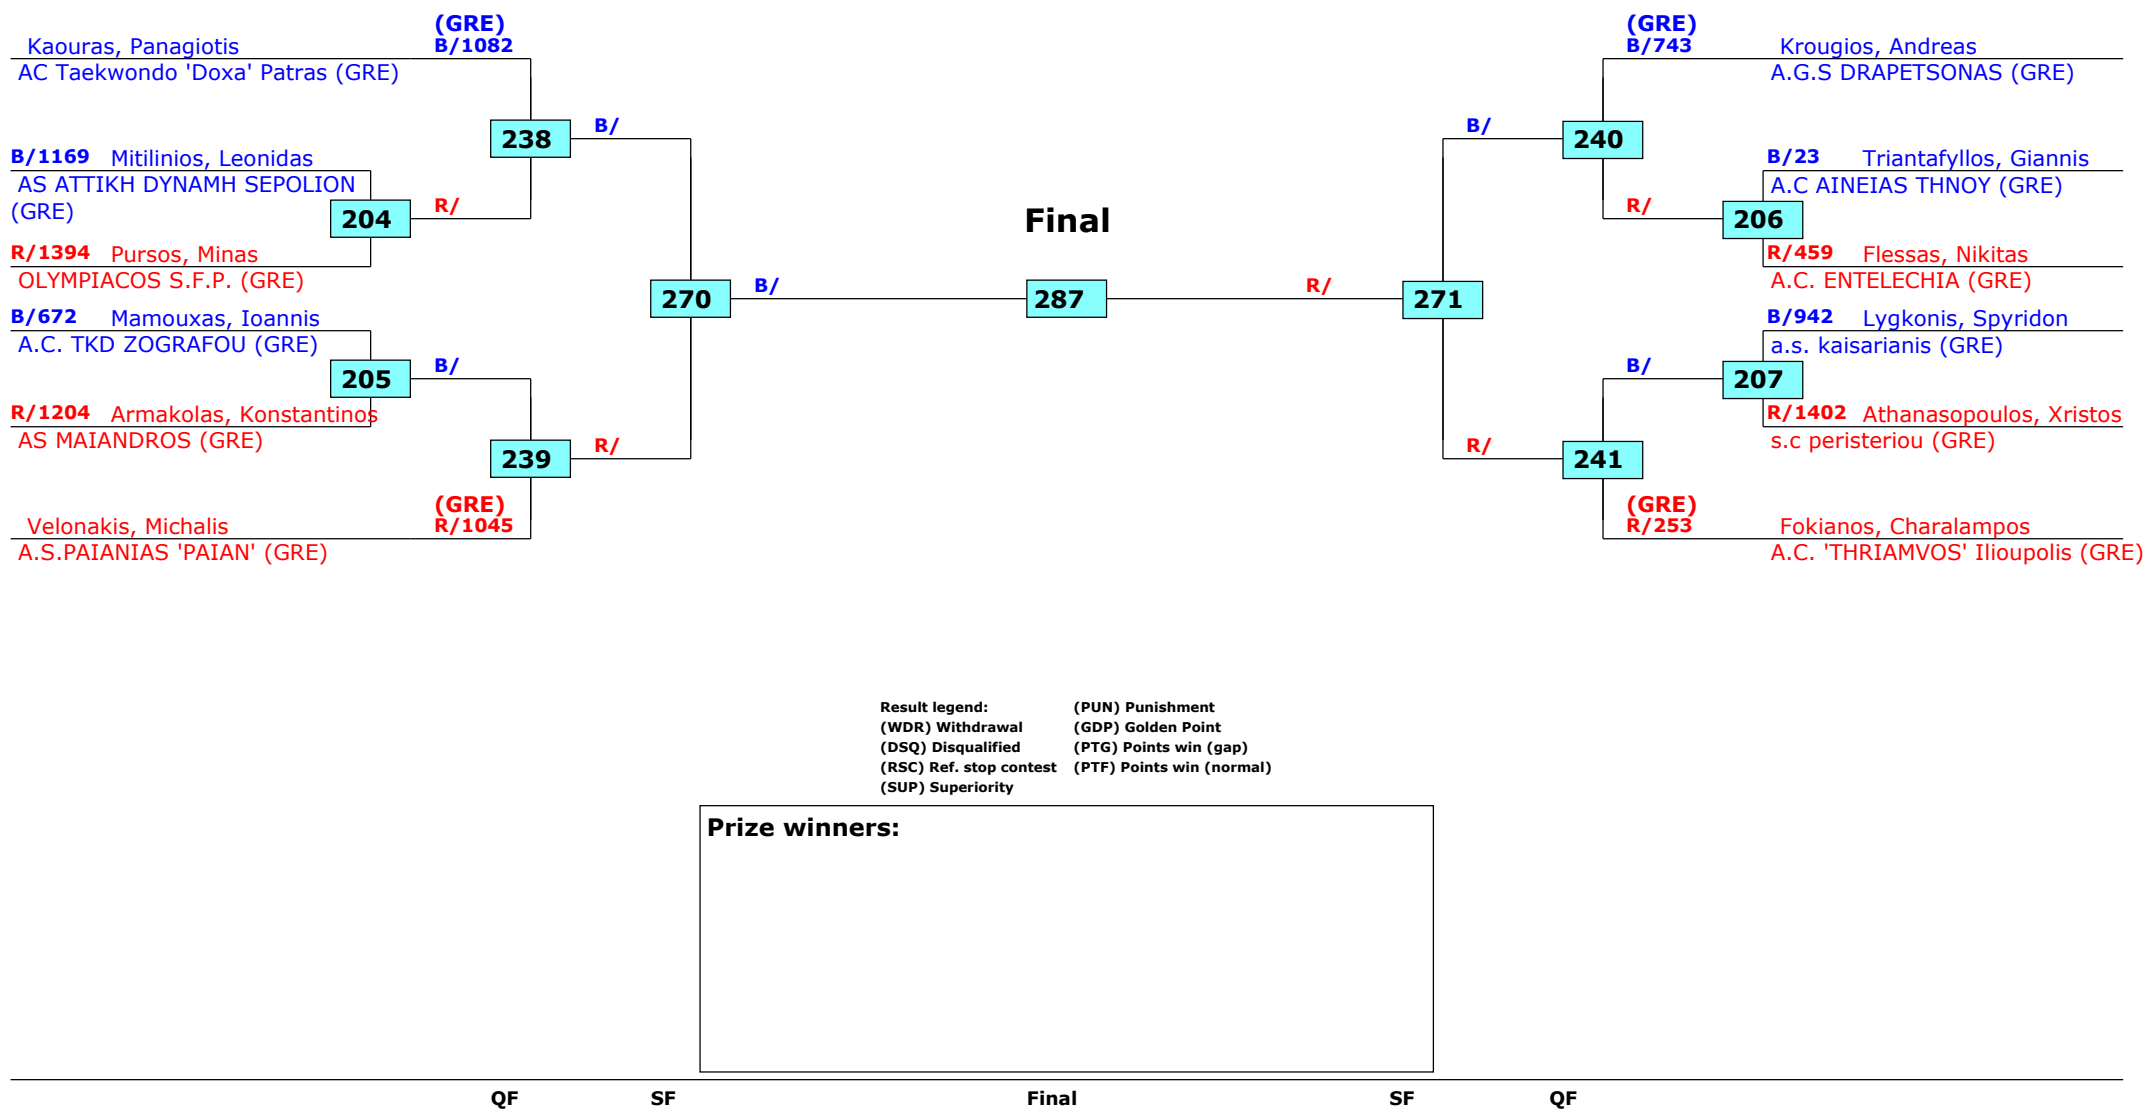 (GRE)
Kaouras, Panagiotis B/1082
AC Taekwondo 'Doxa' Patras (GRE)
238
B/
B/1169 Mitilinios, Leonidas
AS ATTIKH DYNAMH SEPOLION
(GRE)
204
R/
R/1394 Pursos, Minas
OLYMPIACOS S.F.P. (GRE)
270
B/
B/672 Mamouxas, Ioannis
A.C. TKD ZOGRAFOU (GRE)
205
B/
R/1204 Armakolas, Konstantinos
AS MAIANDROS (GRE)
239
R/
(GRE)
Velonakis, Michalis R/1045
A.S.PAIANIAS 'PAIAN' (GRE)
Final
287
(GRE)
B/743 Krougios, Andreas
A.G.S DRAPETSONAS (GRE)
B/
240
B/23 Triantafyllos, Giannis
A.C AINEIAS THNOY (GRE)
R/
206
R/459 Flessas, Nikitas
A.C. ENTELECHIA (GRE)
R/
271
B/942 Lygkonis, Spyridon
a.s. kaisarianis (GRE)
B/
207
R/1402 Athanasopoulos, Xristos
s.c peristeriou (GRE)
R/
241
(GRE)
R/253 Fokianos, Charalampos
A.C. 'THRIAMVOS' Ilioupolis (GRE)
Result legend: (PUN) Punishment
(WDR) Withdrawal (GDP) Golden Point
(DSQ) Disqualified (PTG) Points win (gap)
(RSC) Ref. stop contest (PTF) Points win (normal)
(SUP) Superiority
Prize winners:
QF SF Final SF QF